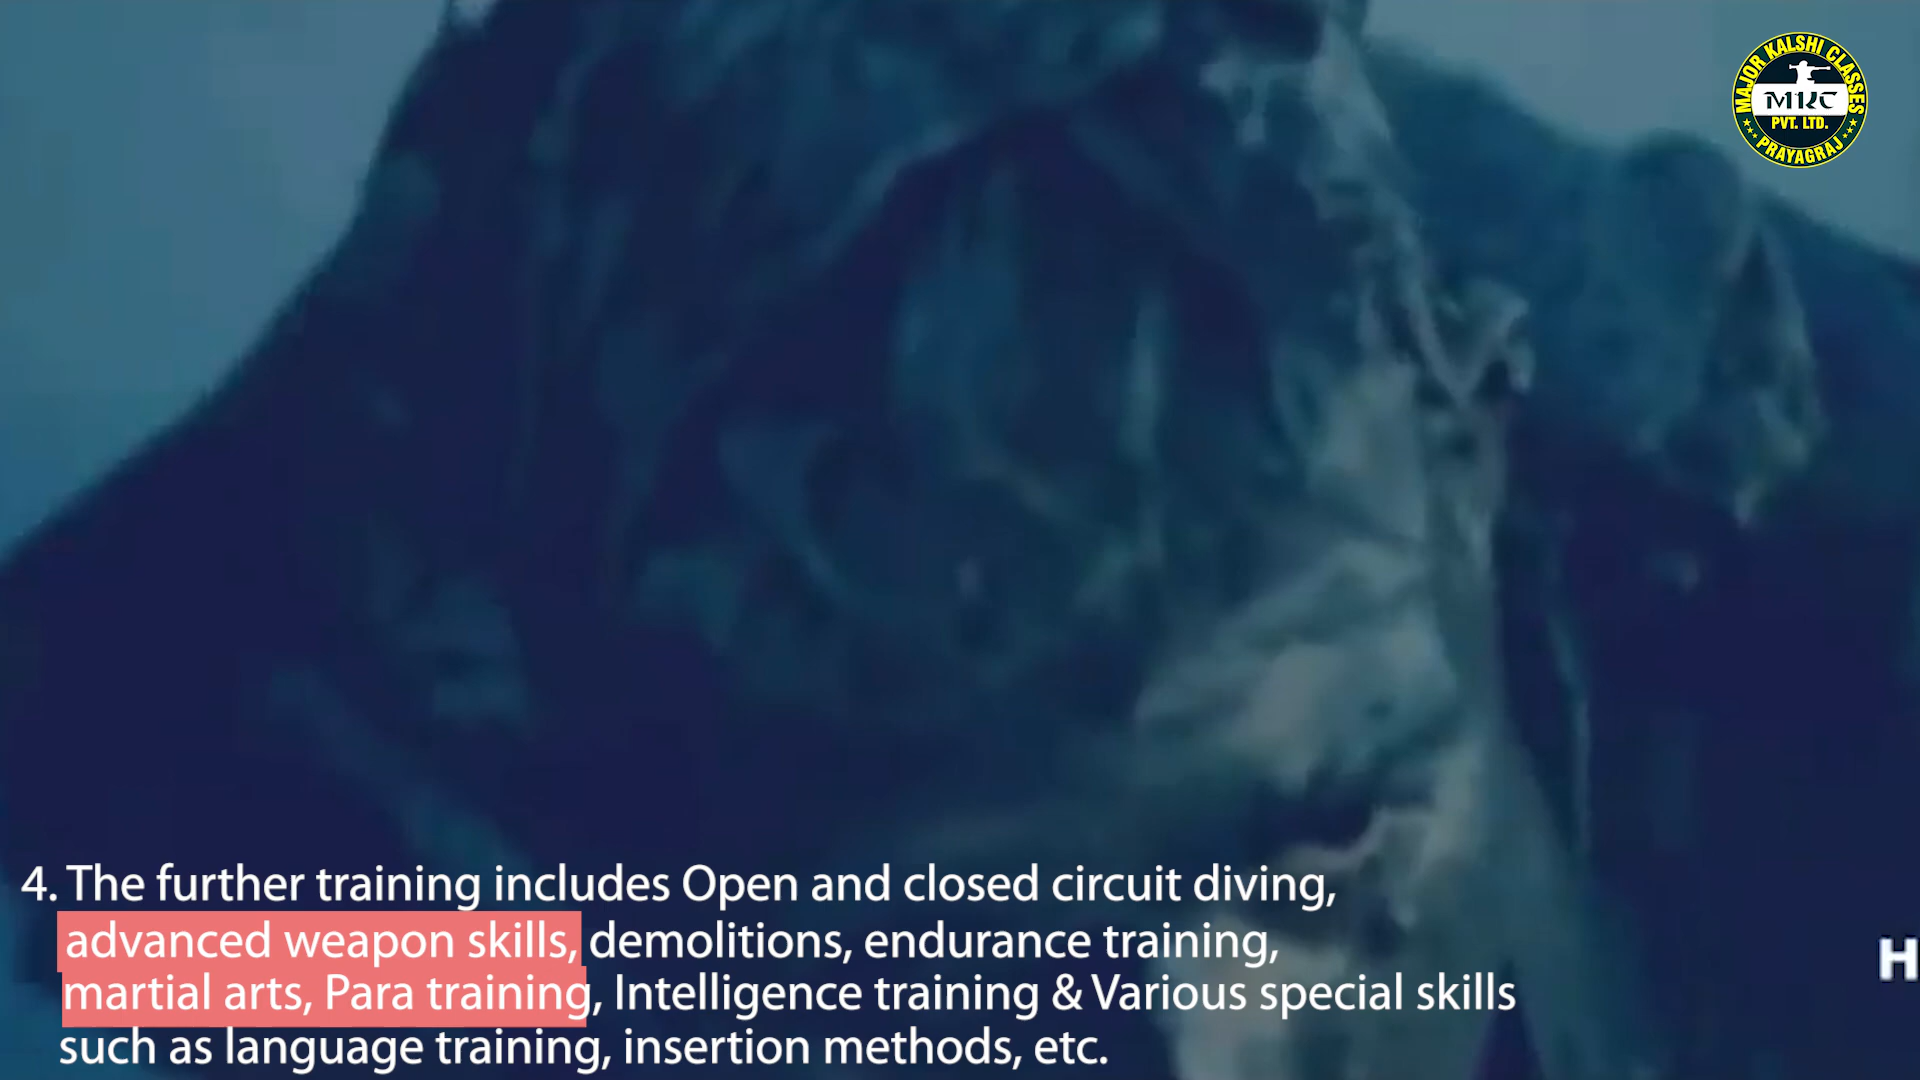 MAJOR KALSHI CLASSES
MKC
PVT. LTD.
PRAYAGRAJ
4. The further training includes Open and closed circuit diving,
advanced weapon skills, demolitions, endurance training,
H
martial arts, Para training, Intelligence training & Various special skills
such as language training, insertion methods, etc.